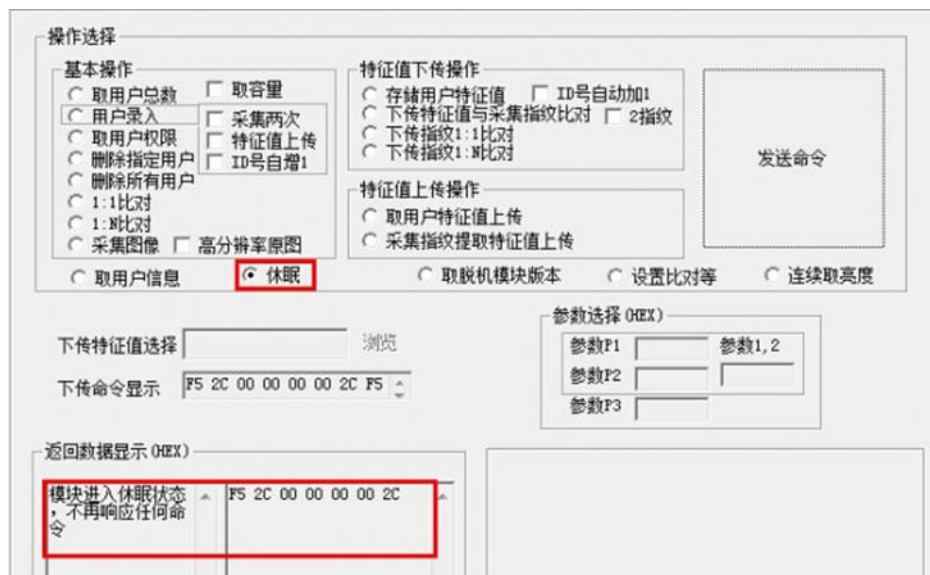 操作选择
基本操作
取用户总数
取容量
用户录入
采集两次
取用户权限
特征值上传
删除指定用户
ID号自增1
删除所有用户
1:1比对
1:N比对
采集图像
高分辨率原图
特征值下传操作
存储用户特征值
ID号自动加1
下传特征值与采集指纹比对
2指纹
下传指纹1:1比对
下传指纹1:N比对
特征值上传操作
取用户特征值上传
采集指纹提取特征值上传
发送命令
取用户信息
休眠
取脱机模块版本
设置比对等
连续取亮度
下传特征值选择
浏览
下传命令显示
F5 2C 00 00 00 00 2C F5
参数选择(HEX)
参数P1
参数1,2
参数P2
参数P3
返回数据显示(HEX)
模块进入休眠状态
，不再响应任何命
令
F5 2C 00 00 00 00 2C